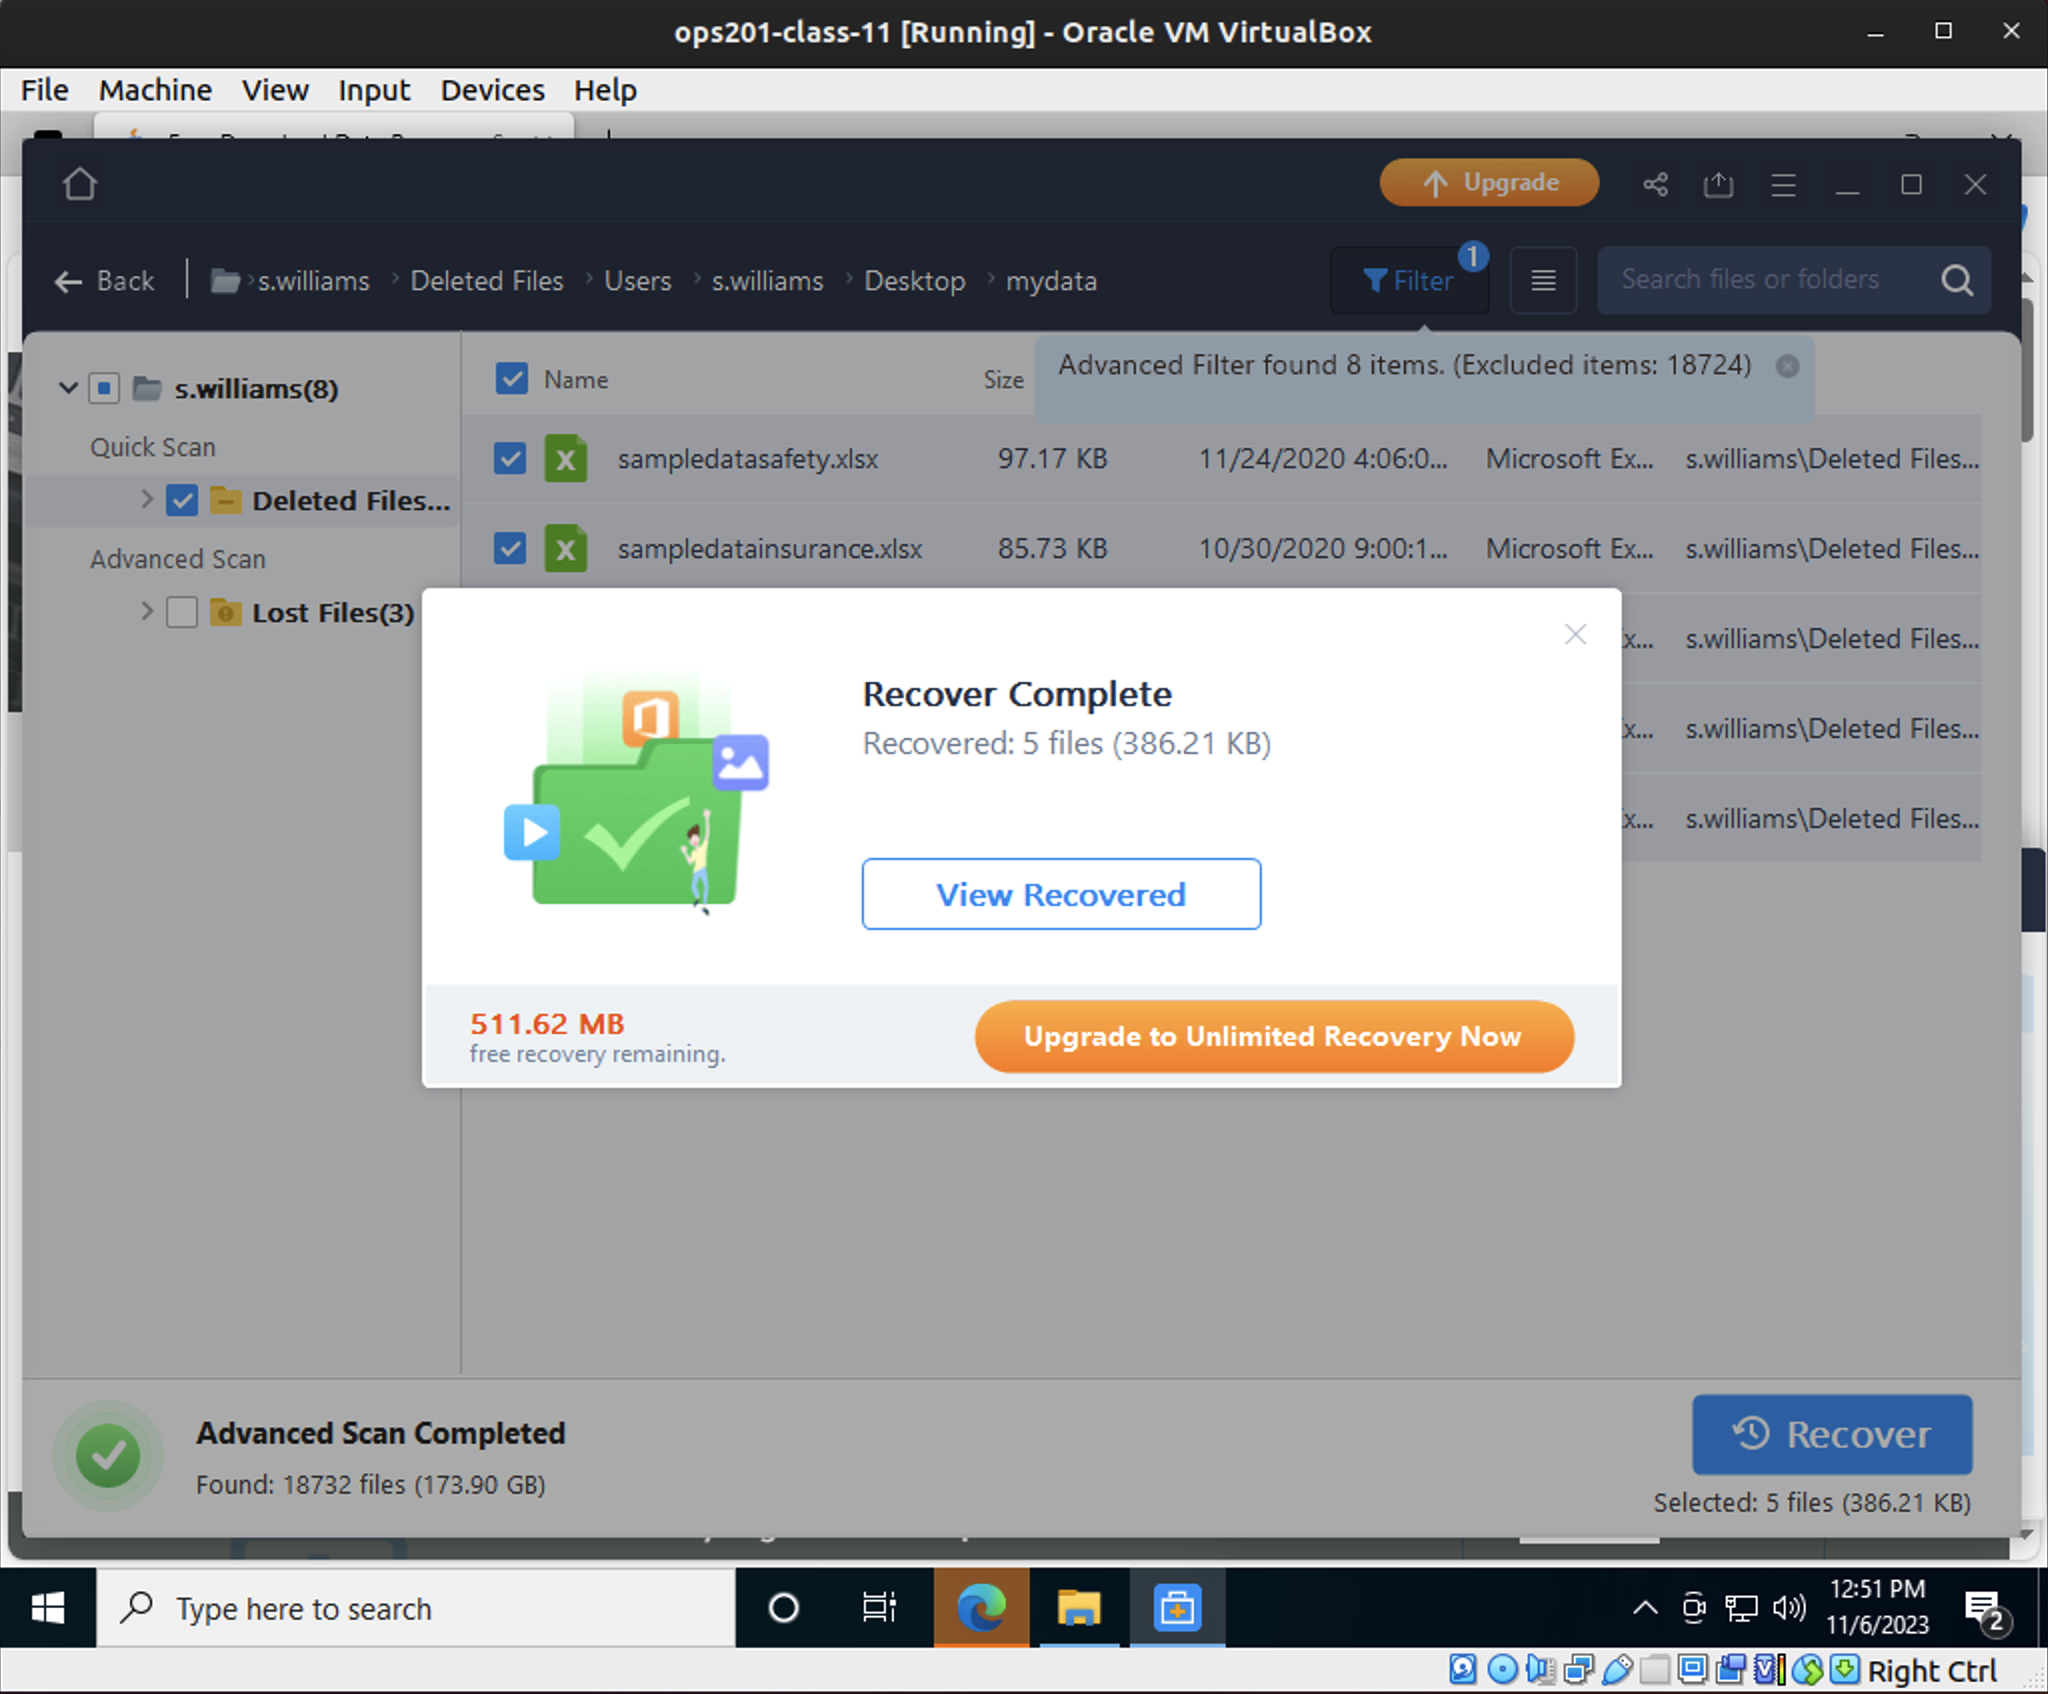 ops201-class-11 [Running] - Oracle VM VirtualBox
File Machine View Input Devices Help
Upgrade
Back s.williams Deleted Files Users s.williams Desktop mydata Filter 1 Search files or folders
Advanced Filter found 8 items. (Excluded items: 18724)
s.williams(8)
Name Size
Quick Scan
sampledatasafety.xlsx 97.17 KB 11/24/2020 4:06:0... Microsoft Ex... s.williams\Deleted Files...
Deleted Files...
sampledatainsurance.xlsx 85.73 KB 10/30/2020 9:00:1... Microsoft Ex... s.williams\Deleted Files...
Advanced Scan
Lost Files(3)
x... s.williams\Deleted Files...
x... s.williams\Deleted Files...
x... s.williams\Deleted Files...
Recover Complete
Recovered: 5 files (386.21 KB)
View Recovered
511.62 MB
free recovery remaining.
Upgrade to Unlimited Recovery Now
Advanced Scan Completed
Found: 18732 files (173.90 GB)
Recover
Selected: 5 files (386.21 KB)
Type here to search
12:51 PM
11/6/2023
2
Right Ctrl